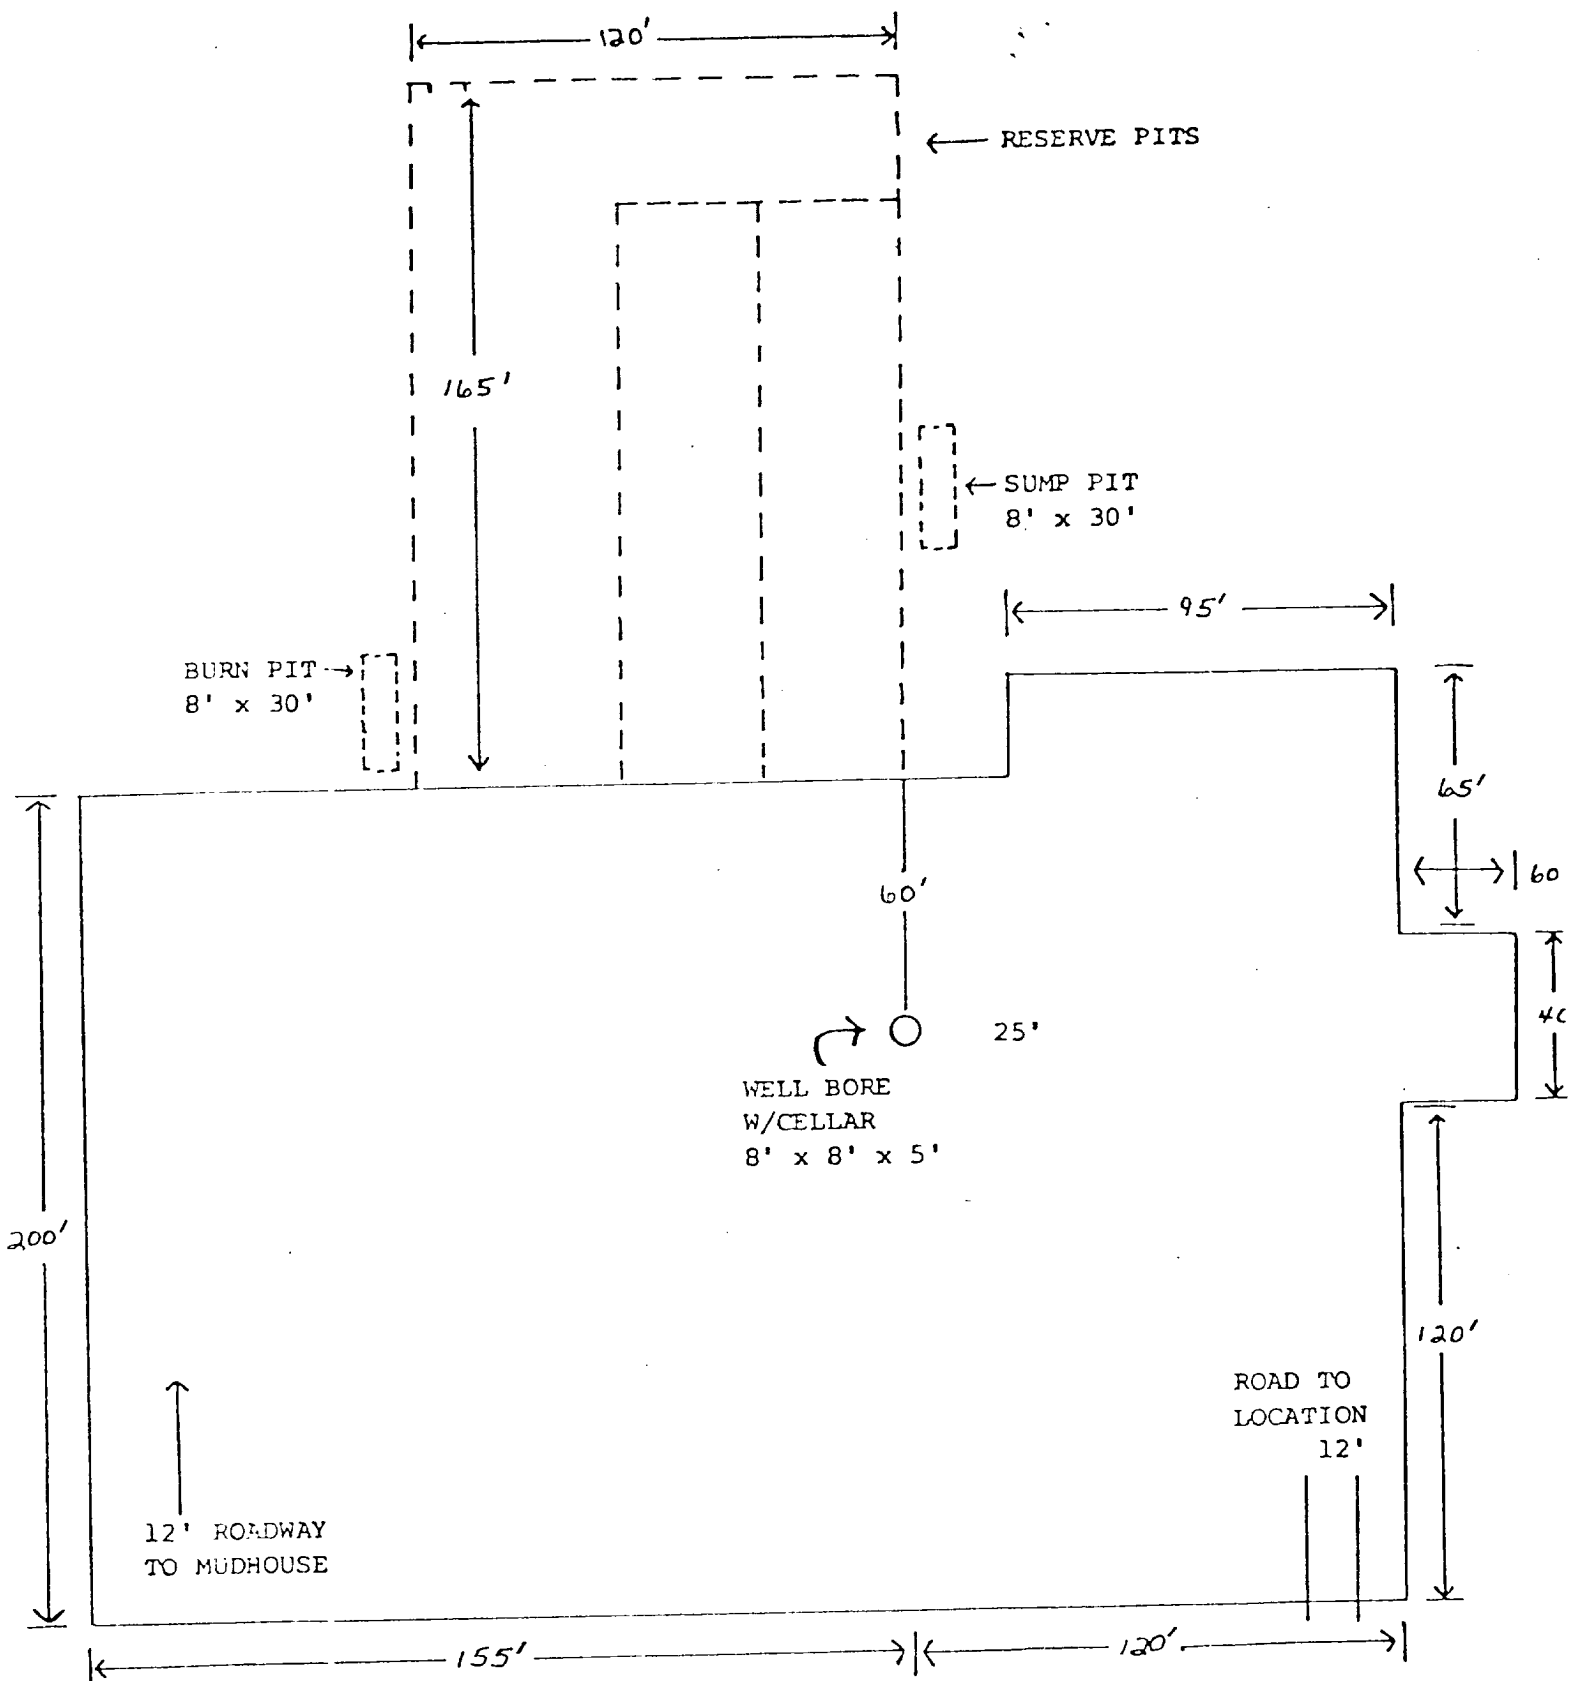 120'
RESERVE PITS
165'
SUMP PIT
8' x 30'
95'
BURN PIT
8' x 30'
65'
60'
60
25'
WELL BORE
W/CELLAR
8' x 8' x 5'
200'
120'
ROAD TO
LOCATION
12'
12' ROADWAY
TO MUDHOUSE
155'
120'